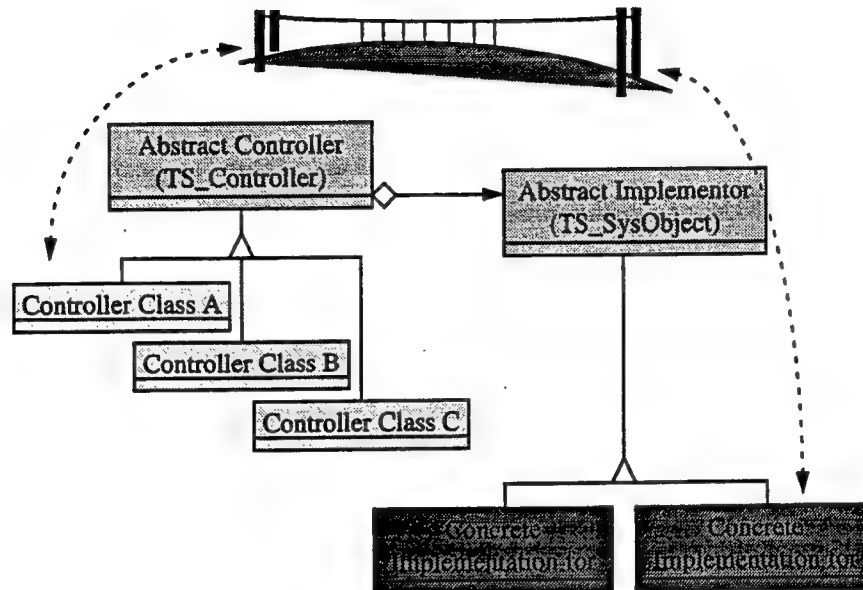 Abstract Controller
(TS_Controller)
Abstract Implementor
(TS_SysObject)
Controller Class A
Controller Class B
Controller Class C
Concrete
Implementation for
Concrete
Implementation for